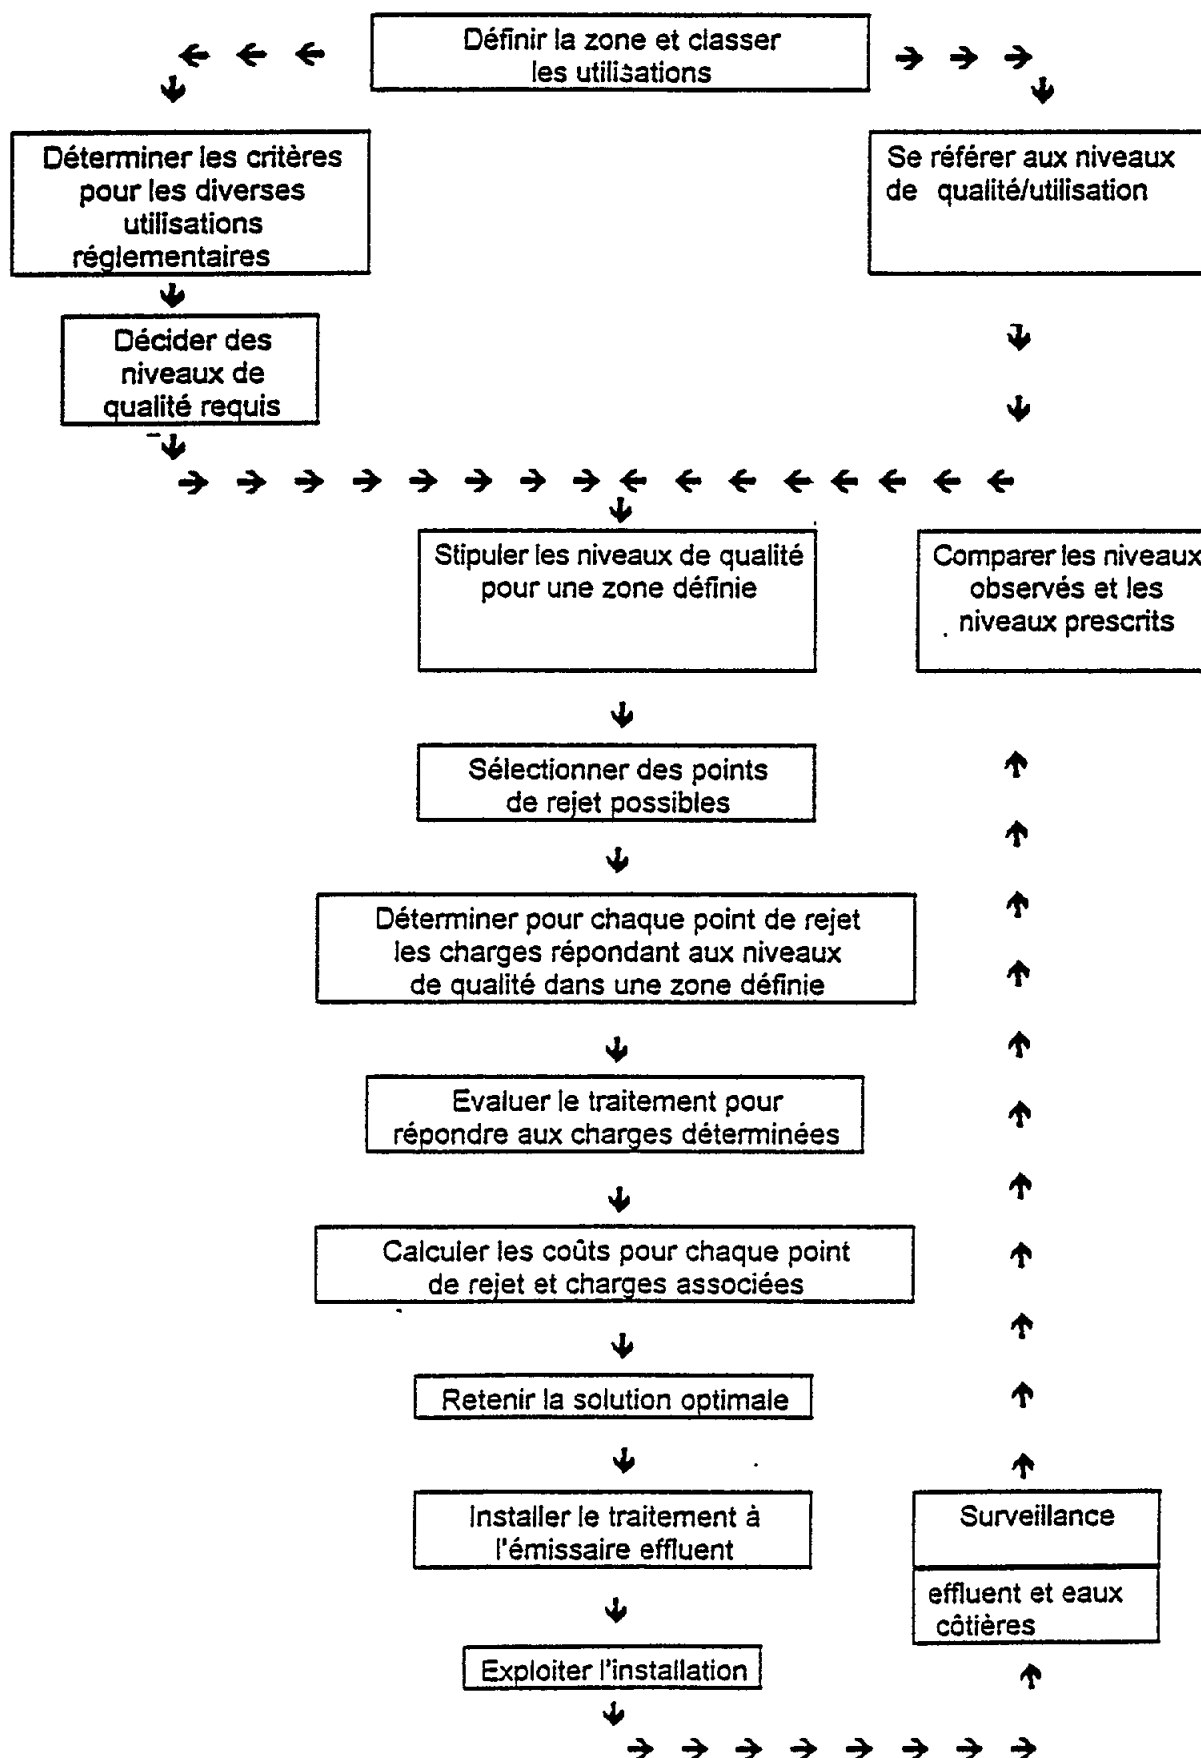 Définir la zone et classer
les utilisations
Déterminer les critères
pour les diverses
utilisations
réglementaires
Se référer aux niveaux
de qualité/utilisation
Décider des
niveaux de
qualité requis
Stipuler les niveaux de qualité
pour une zone définie
Comparer les niveaux
observés et les
niveaux prescrits
Sélectionner des points
de rejet possibles
Déterminer pour chaque point de rejet
les charges répondant aux niveaux
de qualité dans une zone définie
Evaluer le traitement pour
répondre aux charges déterminées
Calculer les coûts pour chaque point
de rejet et charges associées
Retenir la solution optimale
Installer le traitement à
l'émissaire effluent
Surveillance
effluent et eaux
côtières
Exploiter l'installation